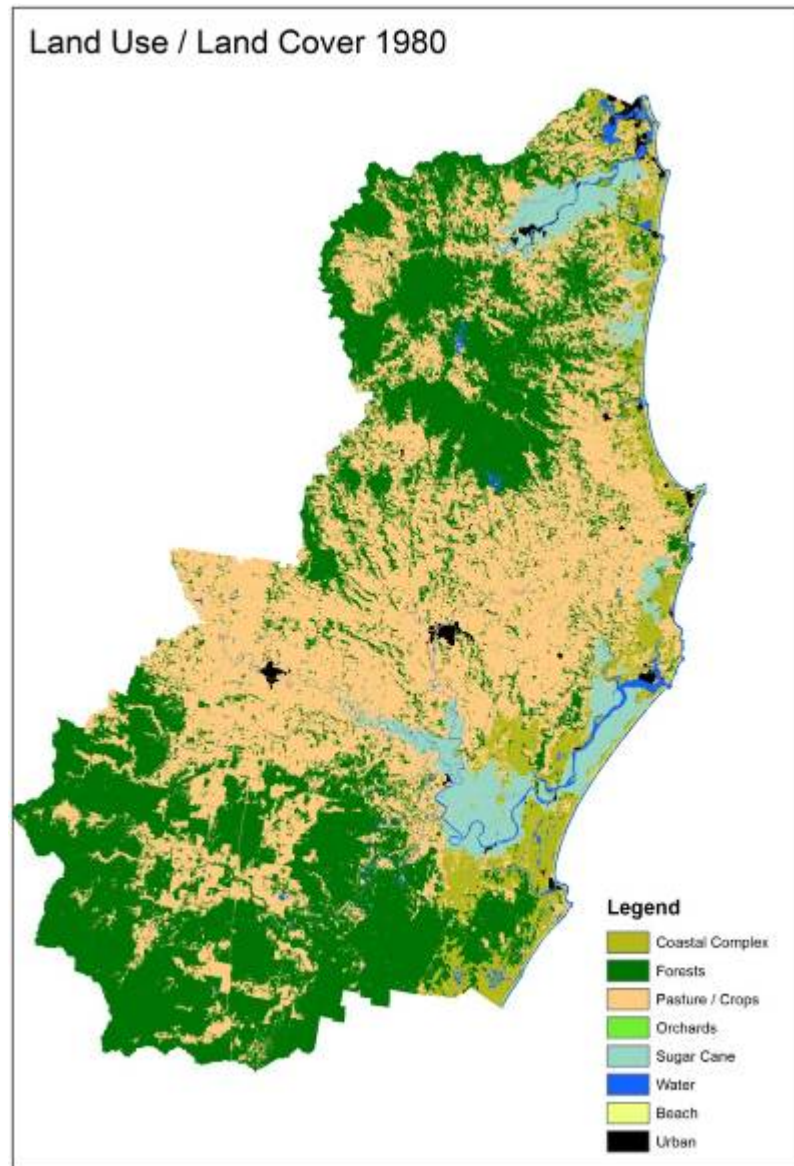 Land Use / Land Cover 1980
Legend
Coastal Complex
Forests
Pasture / Crops
Orchards
Sugar Cane
Water
Beach
Urban